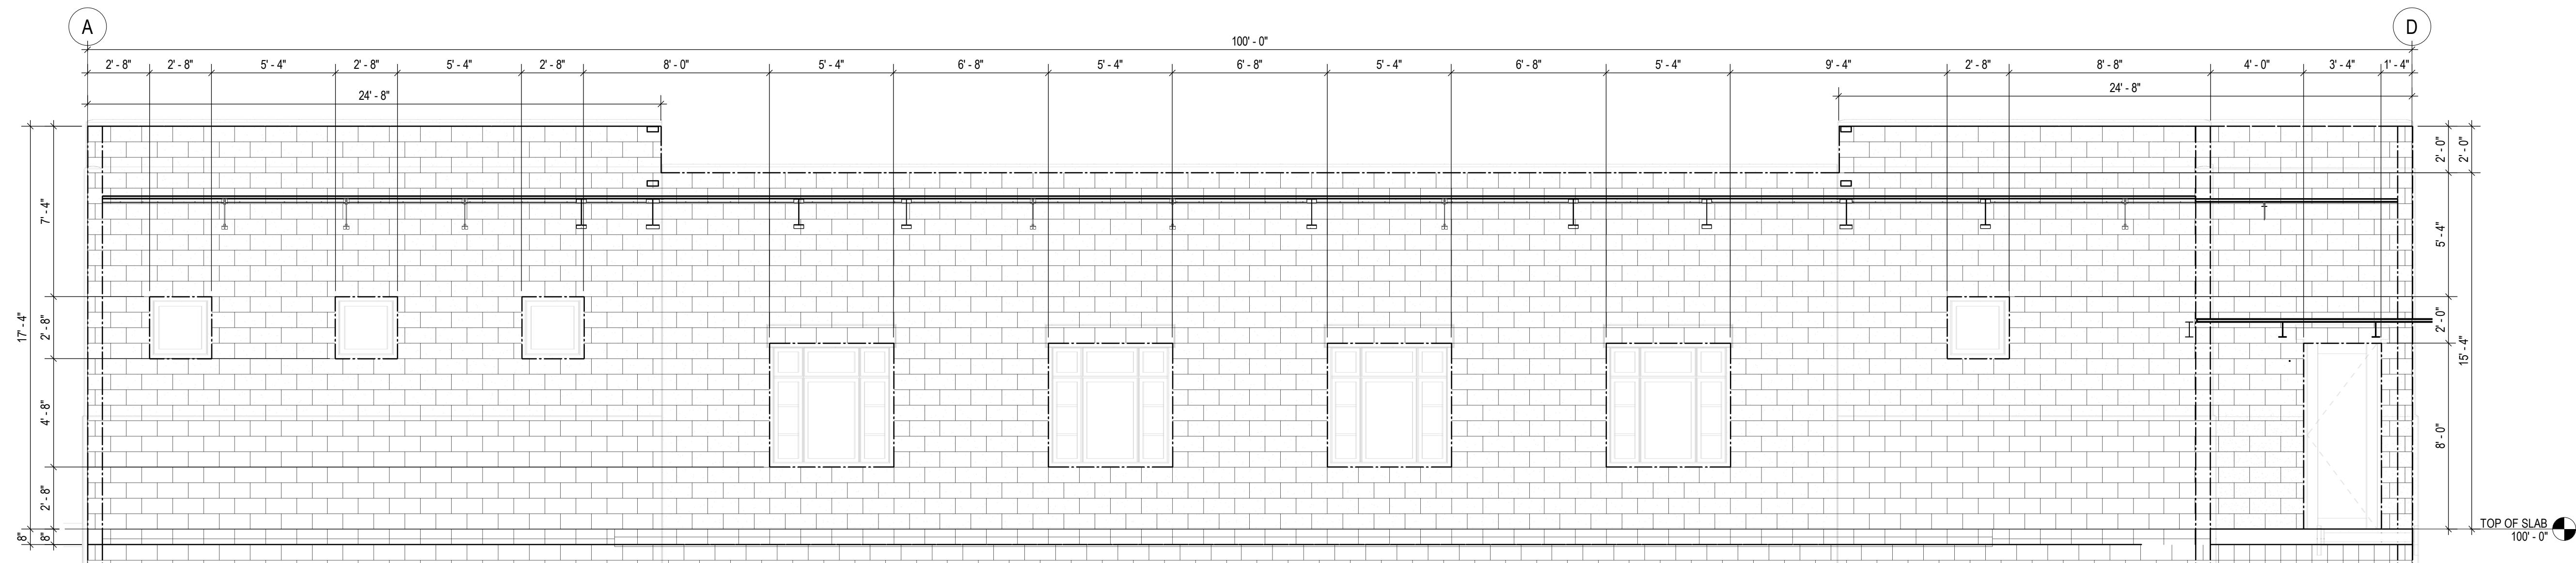 A
D
100' - 0"
2' - 8"
2' - 8"
5' - 4"
2' - 8"
5' - 4"
2' - 8"
8' - 0"
5' - 4"
6' - 8"
5' - 4"
6' - 8"
5' - 4"
6' - 8"
5' - 4"
9' - 4"
2' - 8"
8' - 8"
4' - 0"
3' - 4"
1' - 4"
24' - 8"
24' - 8"
17' - 4"
8"
7' - 4"
2' - 8"
4' - 8"
2' - 8"
8"
2' - 0"
5' - 4"
2' - 0"
8' - 0"
2' - 0"
15' - 4"
TOP OF SLAB
100' - 0"